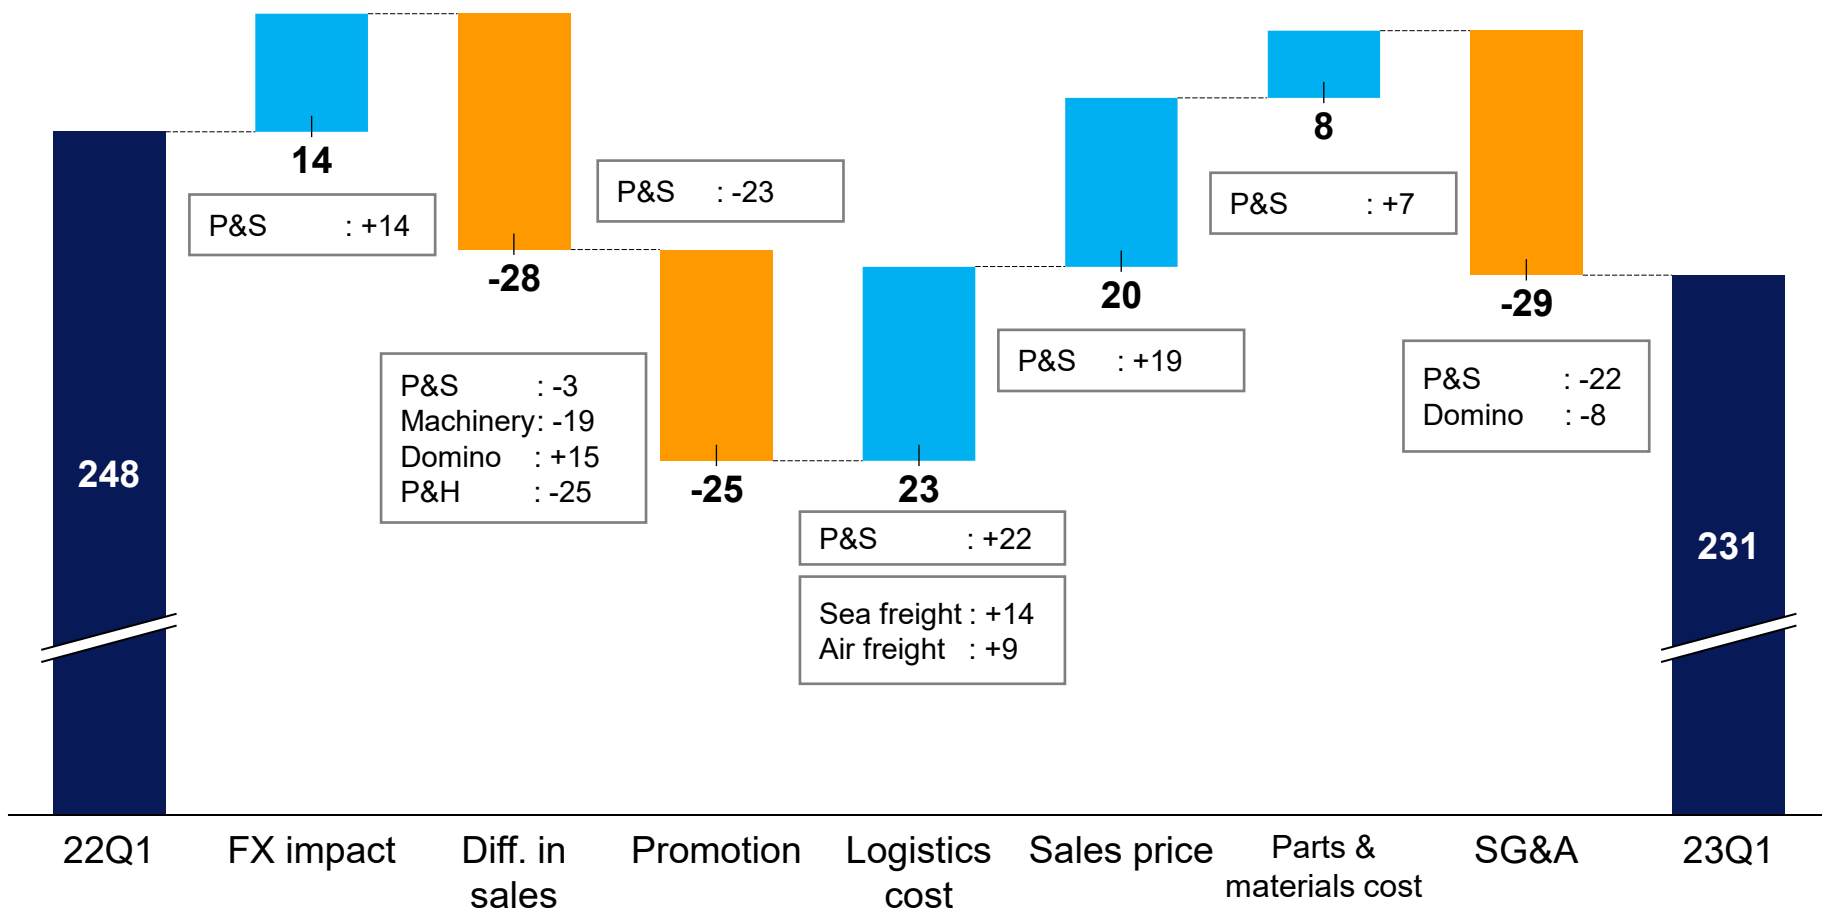 14
P&S : +14
-28
P&S : -23
8
P&S : +7
20
P&S : +19
-29
P&S : -22
Domino : -8
P&S : -3
Machinery: -19
Domino : +15
P&H : -25
248
-25
23
P&S : +22
Sea freight : +14
Air freight : +9
231
22Q1
FX impact
Diff. in
sales
Promotion
Logistics
cost
Sales price
Parts &
materials cost
SG&A
23Q1